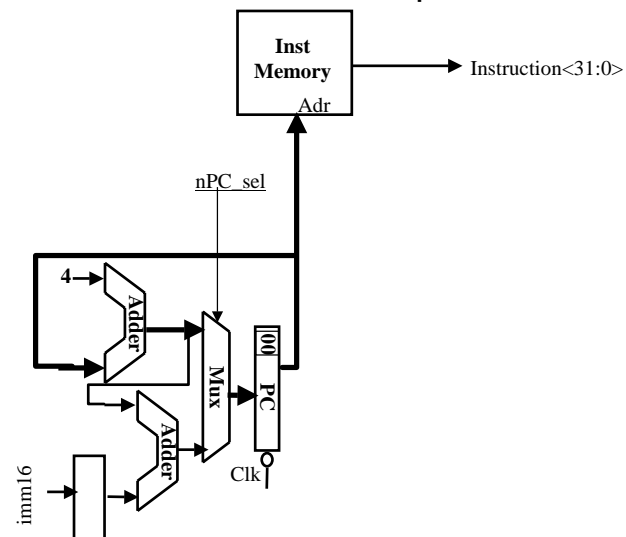 Inst
Memory
Adr
Instruction<31:0>
nPC_sel
4
Adder
Mux
00
PC
Adder
Clk
imm16